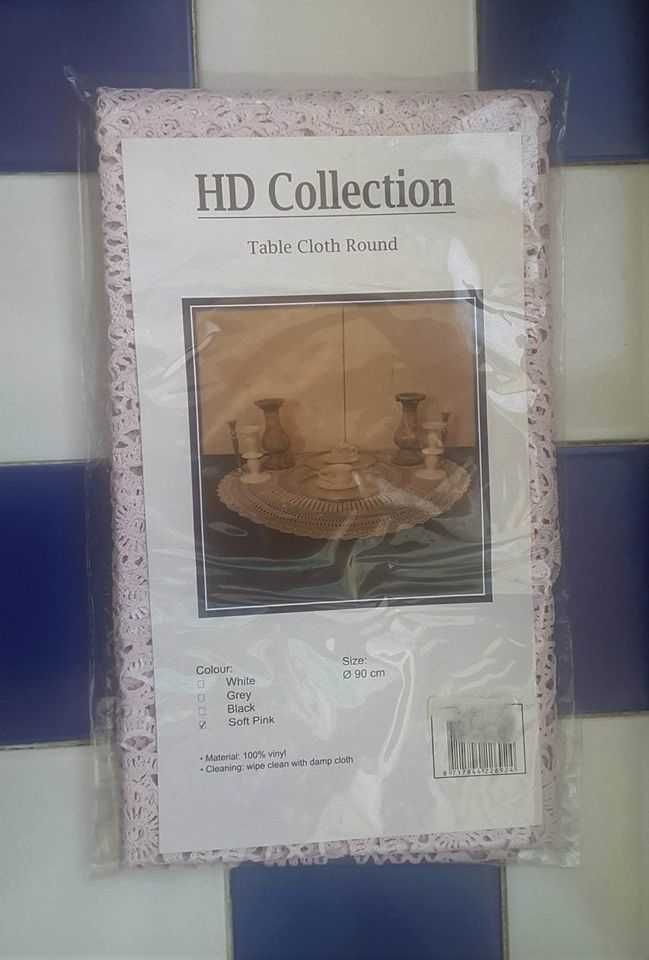 HD Collection
Table Cloth Round
Colour:
White
Grey
Black
Soft Pink
Size:
Ø 90 cm
• Material: 100% vinyl
• Cleaning: wipe clean with damp cloth